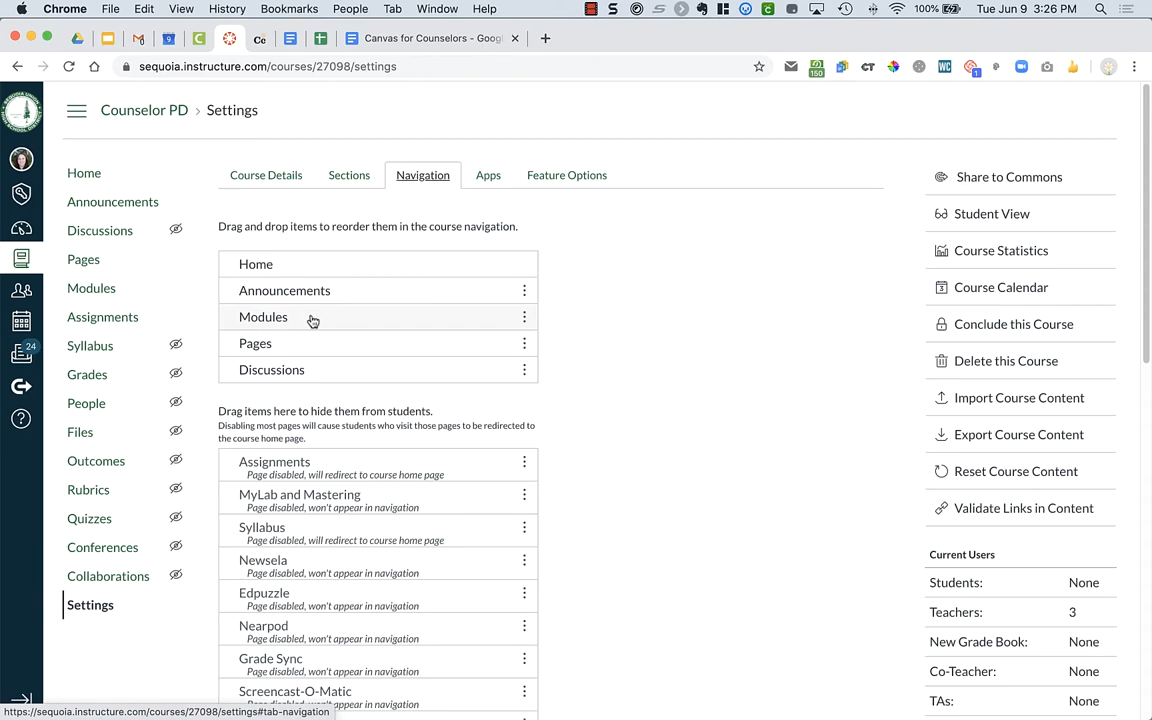 Chrome File Edit View History Bookmarks People Tab Window Help 100% Tue Jun 9 3:26 PM
Canvas for Counselors - Googl
sequoia.instructure.com/courses/27098/settings
Counselor PD › Settings
Home
Announcements
Discussions
Pages
Modules
Assignments
Syllabus
Grades
People
Files
Outcomes
Rubrics
Quizzes
Conferences
Collaborations
Settings
24
Course Details Sections Navigation Apps Feature Options
Drag and drop items to reorder them in the course navigation.
Home
Announcements
Modules
Pages
Discussions
Drag items here to hide them from students.
Disabling most pages will cause students who visit those pages to be redirected to
the course home page.
Assignments
Page disabled, will redirect to course home page
MyLab and Mastering
Page disabled, won't appear in navigation
Syllabus
Page disabled, will redirect to course home page
Newsela
Page disabled, won't appear in navigation
Edpuzzle
Page disabled, won't appear in navigation
Nearpod
Page disabled, won't appear in navigation
Grade Sync
Page disabled, won't appear in navigation
Screencast-O-Matic
Page disabled, won't appear in navigation
Share to Commons
Student View
Course Statistics
Course Calendar
Conclude this Course
Delete this Course
Import Course Content
Export Course Content
Reset Course Content
Validate Links in Content
Current Users
Students: None
Teachers: 3
New Grade Book: None
Co-Teacher: None
TAs: None
https://sequoia.instructure.com/courses/27098/settings#tab-navigation